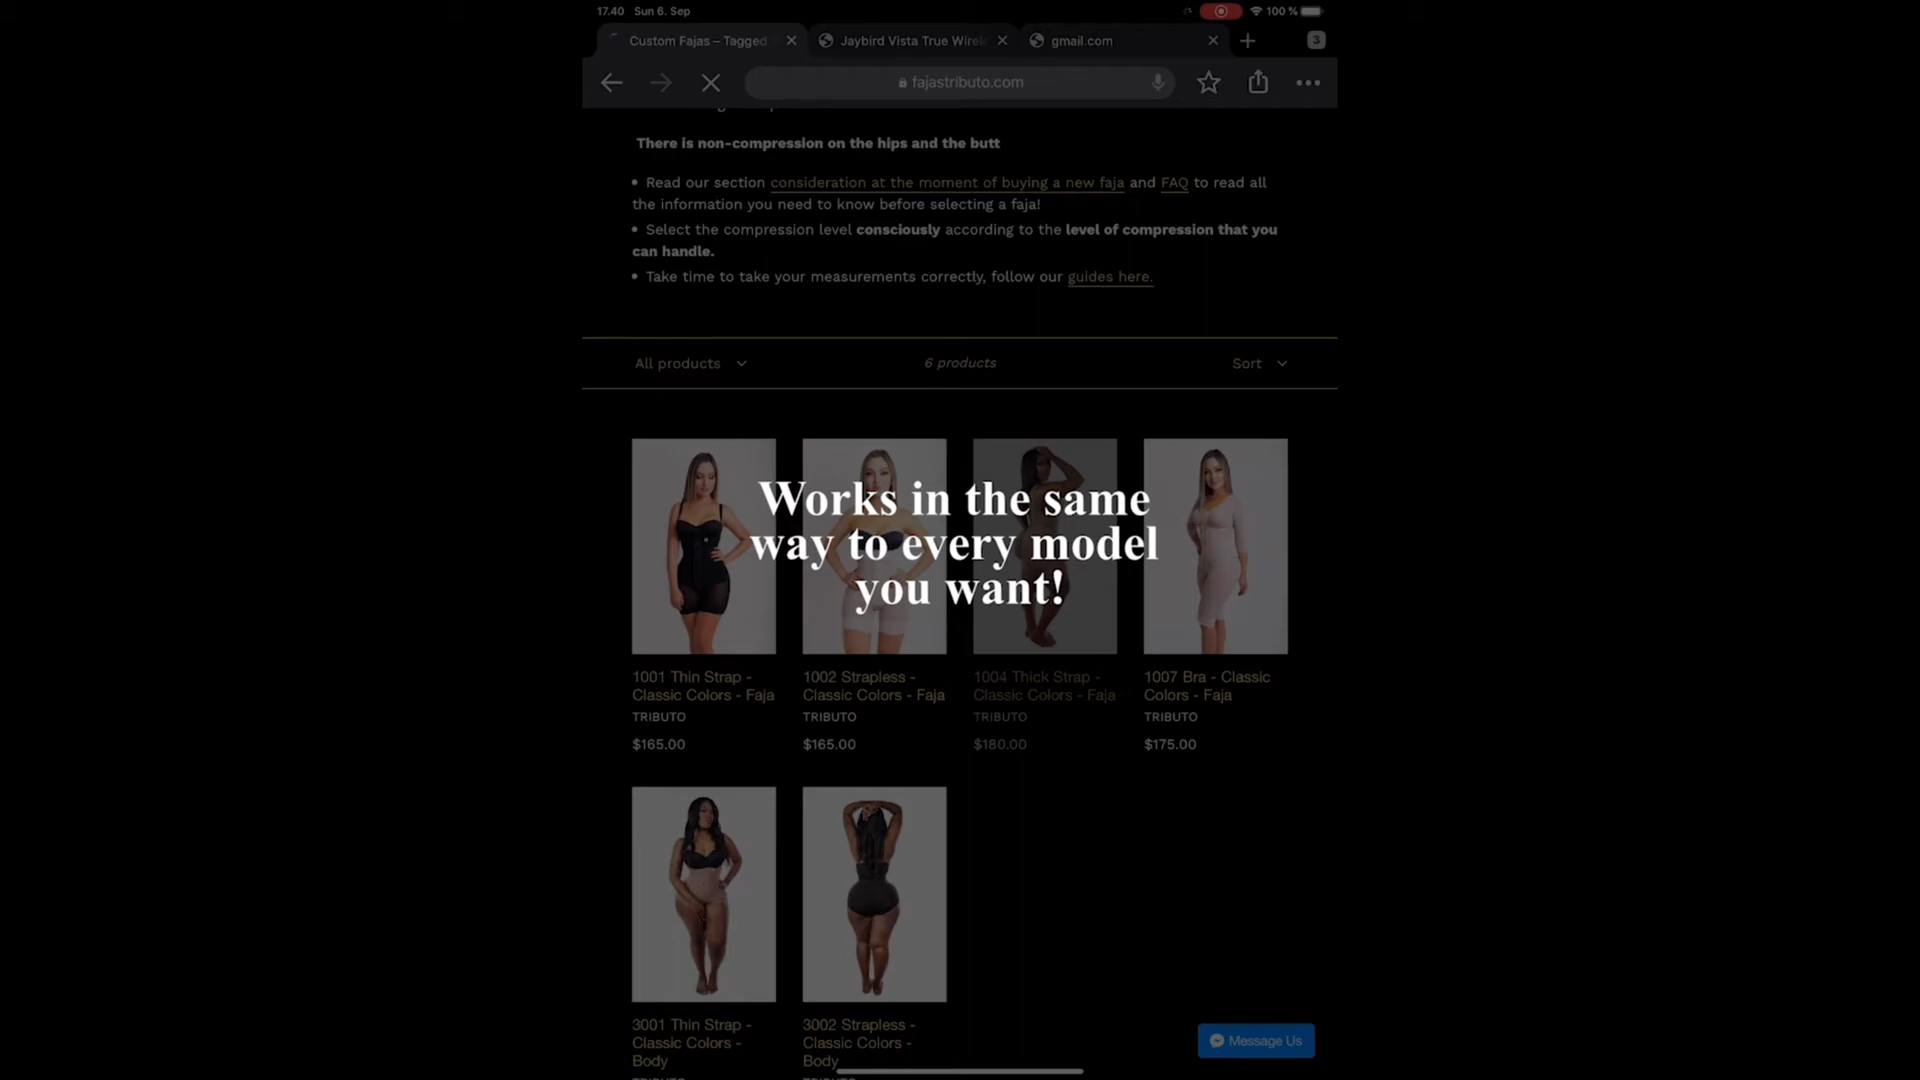 17.40 Sun 6. Sep 100 %
Custom Fajas – Tagged Jaybird Vista True Wirel gmail.com 3
fajastributo.com
There is non-compression on the hips and the butt
• Read our section consideration at the moment of buying a new faja and FAQ to read all
the information you need to know before selecting a faja!
• Select the compression level consciously according to the level of compression that you
can handle.
• Take time to take your measurements correctly, follow our guides here.
All products 6 products Sort
Works in the same
way to every model
you want!
1001 Thin Strap -
Classic Colors - Faja
TRIBUTO
$165.00
1002 Strapless -
Classic Colors - Faja
TRIBUTO
$165.00
1004 Thick Strap -
Classic Colors - Faja
TRIBUTO
$180.00
1007 Bra - Classic
Colors - Faja
TRIBUTO
$175.00
3001 Thin Strap -
Classic Colors -
Body
3002 Strapless -
Classic Colors -
Body
Message Us